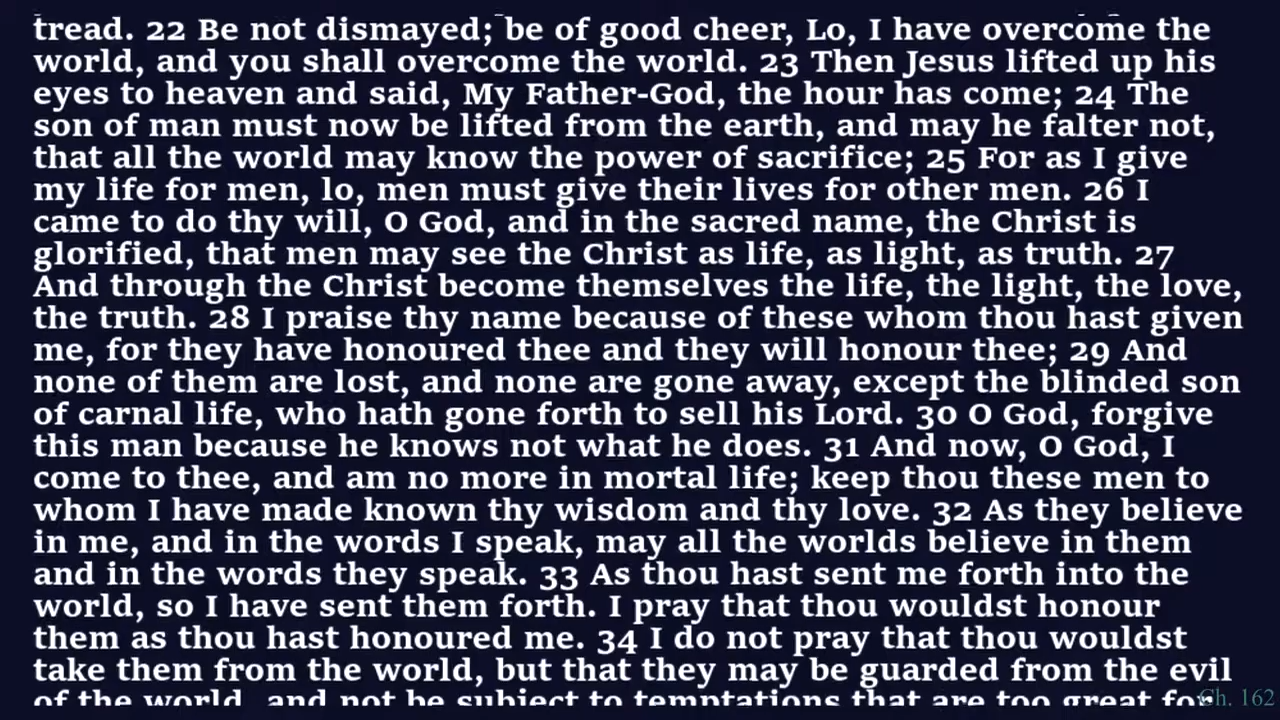 tread. 22 Be not dismayed; be of good cheer, Lo, I have overcome the
world, and you shall overcome the world. 23 Then Jesus lifted up his
eyes to heaven and said, My Father-God, the hour has come; 24 The
son of man must now be lifted from the earth, and may he falter not,
that all the world may know the power of sacrifice; 25 For as I give
my life for men, lo, men must give their lives for other men. 26 I
came to do thy will, O God, and in the sacred name, the Christ is
glorified, that men may see the Christ as life, as light, as truth. 27
And through the Christ become themselves the life, the light, the love,
the truth. 28 I praise thy name because of these whom thou hast given
me, for they have honoured thee and they will honour thee; 29 And
none of them are lost, and none are gone away, except the blinded son
of carnal life, who hath gone forth to sell his Lord. 30 O God, forgive
this man because he knows not what he does. 31 And now, O God, I
come to thee, and am no more in mortal life; keep thou these men to
whom I have made known thy wisdom and thy love. 32 As they believe
in me, and in the words I speak, may all the worlds believe in them
and in the words they speak. 33 As thou hast sent me forth into the
world, so I have sent them forth. I pray that thou wouldst honour
them as thou hast honoured me. 34 I do not pray that thou wouldst
take them from the world, but that they may be guarded from the evil
of the world, and not be subject to temptations that are too great for
Ch. 162